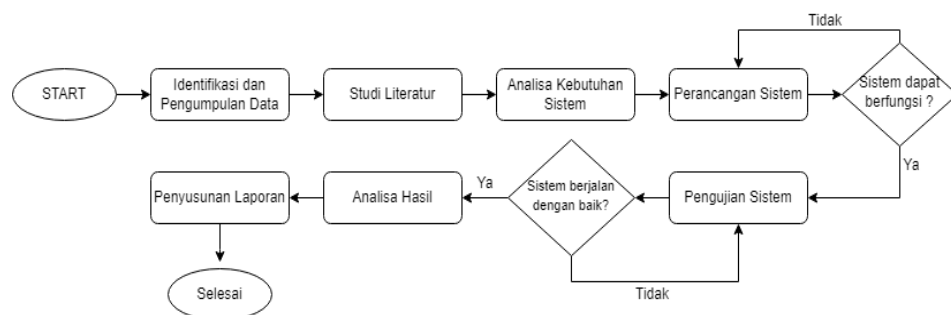 Tidak
START
Identifikasi dan
Pengumpulan Data
Studi Literatur
Analisa Kebutuhan
Sistem
Perancangan Sistem
Sistem dapat
berfungsi ?
Ya
Pengujian Sistem
Sistem berjalan
dengan baik?
Ya
Tidak
Analisa Hasil
Penyusunan Laporan
Selesai